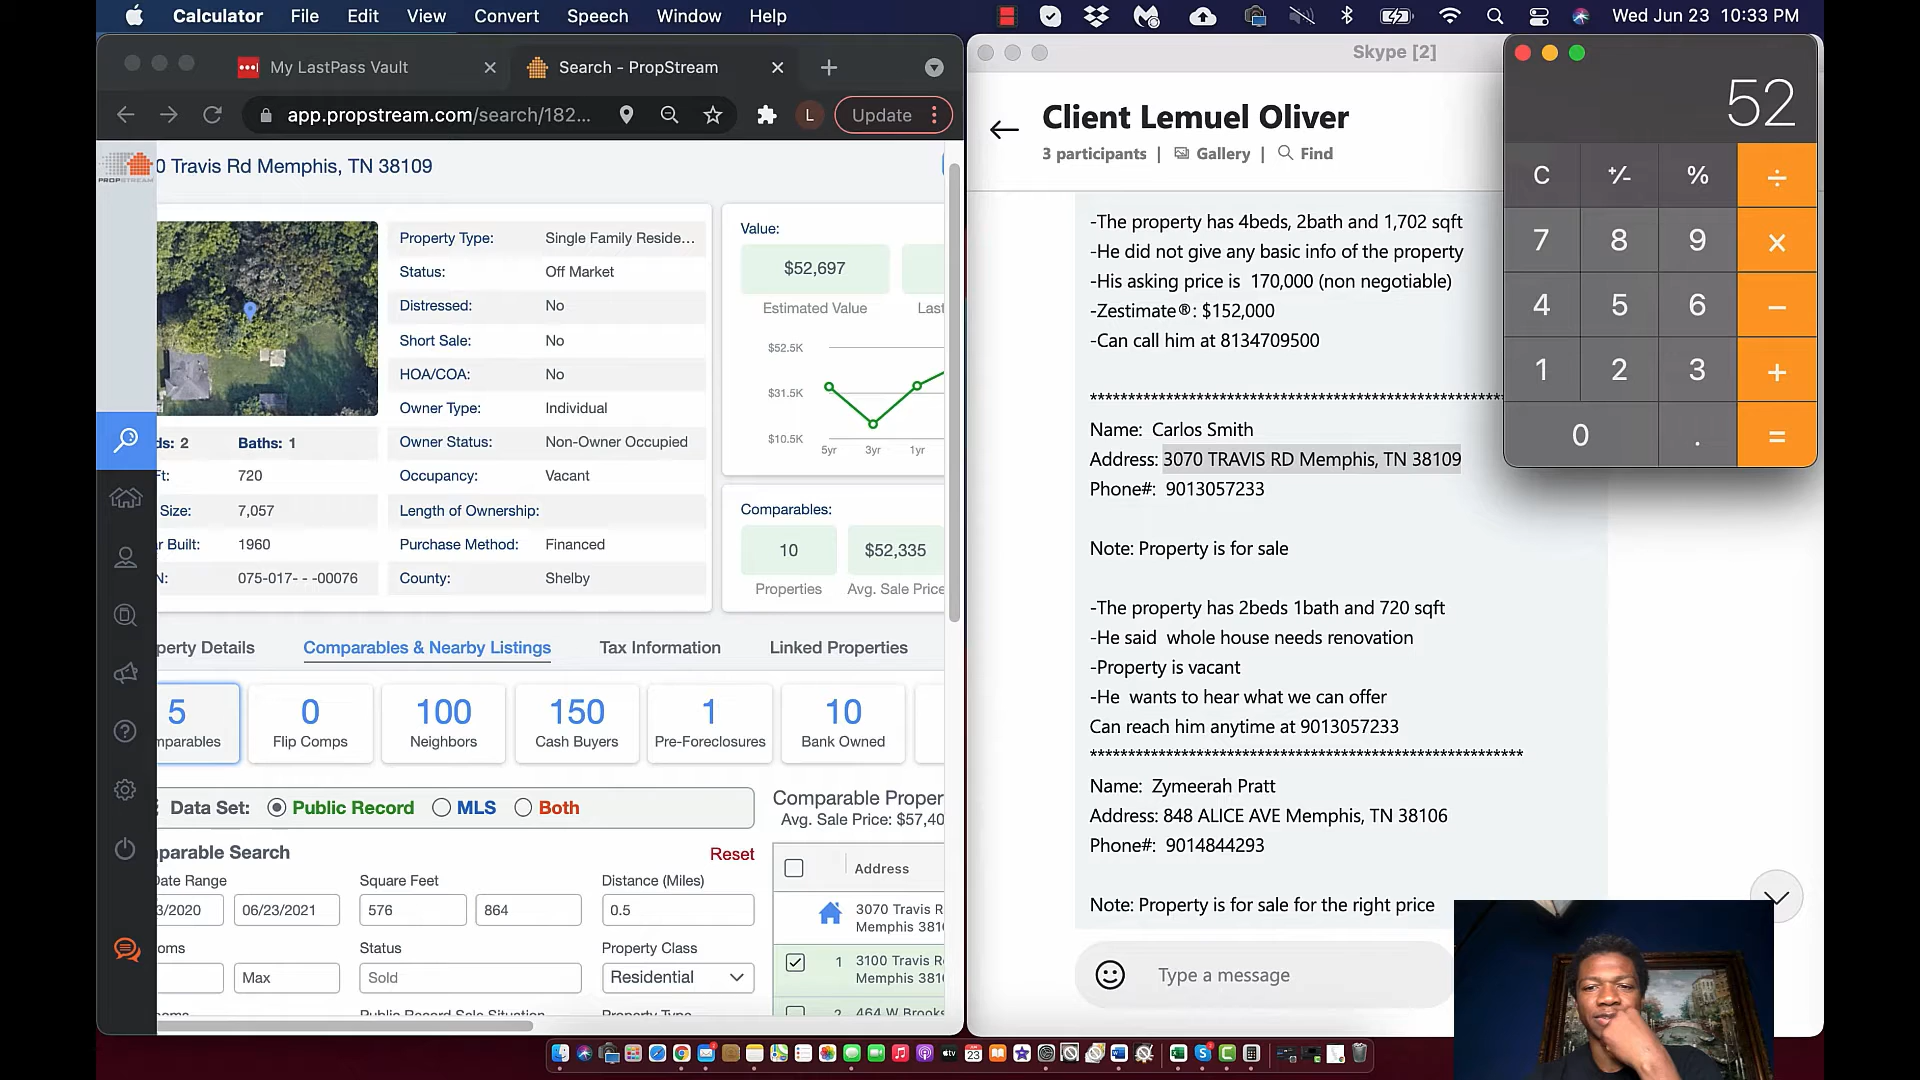 Calculator File Edit View Convert Speech Window Help
Wed Jun 23 10:33 PM
My LastPass Vault
Search - PropStream
app.propstream.com/search/182...
L
Update
PROPSTREAM
0 Travis Rd Memphis, TN 38109
Property Type: Single Family Reside...
Status: Off Market
Distressed: No
Short Sale: No
HOA/COA: No
Owner Type: Individual
Owner Status: Non-Owner Occupied
Occupancy: Vacant
Length of Ownership:
Purchase Method: Financed
County: Shelby
ds: 2 Baths: 1
Ft: 720
Size: 7,057
r Built: 1960
N: 075-017- - -00076
Value:
$52,697
Estimated Value
Last
$52.5K
$31.5K
$10.5K
5yr 3yr 1yr
Comparables:
10 $52,335
Properties Avg. Sale Price
perty Details Comparables & Nearby Listings Tax Information Linked Properties
5 0 100 150 1 10
mparables Flip Comps Neighbors Cash Buyers Pre-Foreclosures Bank Owned
Data Set: Public Record MLS Both
parable Search
Reset
Date Range Square Feet Distance (Miles)
3/2020 06/23/2021 576 864 0.5
oms Status Property Class
Max Sold Residential
ooms Public Record Sale Situation Property Type
Comparable Proper
Avg. Sale Price: $57,40
Address
3070 Travis R
Memphis 381
1 3100 Travis R
Memphis 381
2 464 W Brooks
Skype [2]
Client Lemuel Oliver
3 participants | Gallery | Find
-The property has 4beds, 2bath and 1,702 sqft
-He did not give any basic info of the property
-His asking price is 170,000 (non negotiable)
-Zestimate®: $152,000
-Can call him at 8134709500
******************************************************
Name: Carlos Smith
Address: 3070 TRAVIS RD Memphis, TN 38109
Phone#: 9013057233
Note: Property is for sale
-The property has 2beds 1bath and 720 sqft
-He said whole house needs renovation
-Property is vacant
-He wants to hear what we can offer
Can reach him anytime at 9013057233
*********************************************************
Name: Zymeerah Pratt
Address: 848 ALICE AVE Memphis, TN 38106
Phone#: 9014844293
Note: Property is for sale for the right price
Type a message
52
C +/- % ÷
7 8 9 ×
4 5 6 −
1 2 3 +
0 . =